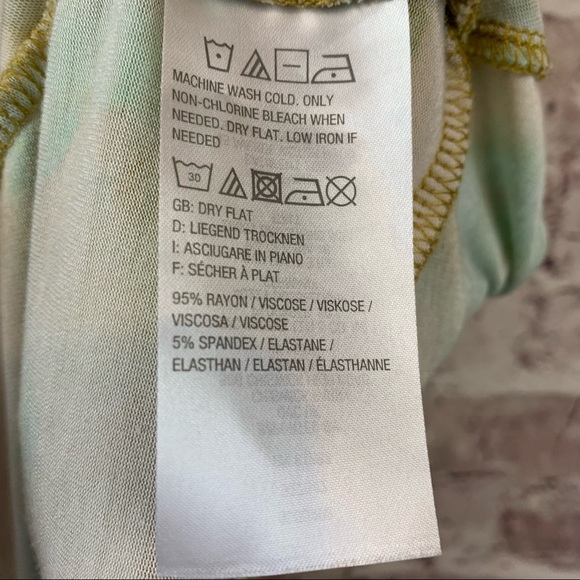 MACHINE WASH COLD. ONLY
NON-CHLORINE BLEACH WHEN
NEEDED. DRY FLAT. LOW IRON IF
NEEDED
30
GB: DRY FLAT
D: LIEGEND TROCKNEN
I: ASCIUGARE IN PIANO
F: SÉCHER À PLAT
95% RAYON / VISCOSE / VISKOSE /
VISCOSA / VISCOSE
5% SPANDEX / ELASTANE /
ELASTHAN / ELASTAN / ÉLASTHANNE